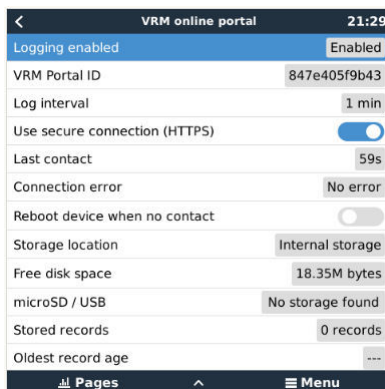 VRM online portal 21:29
Logging enabled Enabled
VRM Portal ID 847e405f9b43
Log interval 1 min
Use secure connection (HTTPS)
Last contact 59s
Connection error No error
Reboot device when no contact
Storage location Internal storage
Free disk space 18.35M bytes
microSD / USB No storage found
Stored records 0 records
Oldest record age ---
Pages Menu